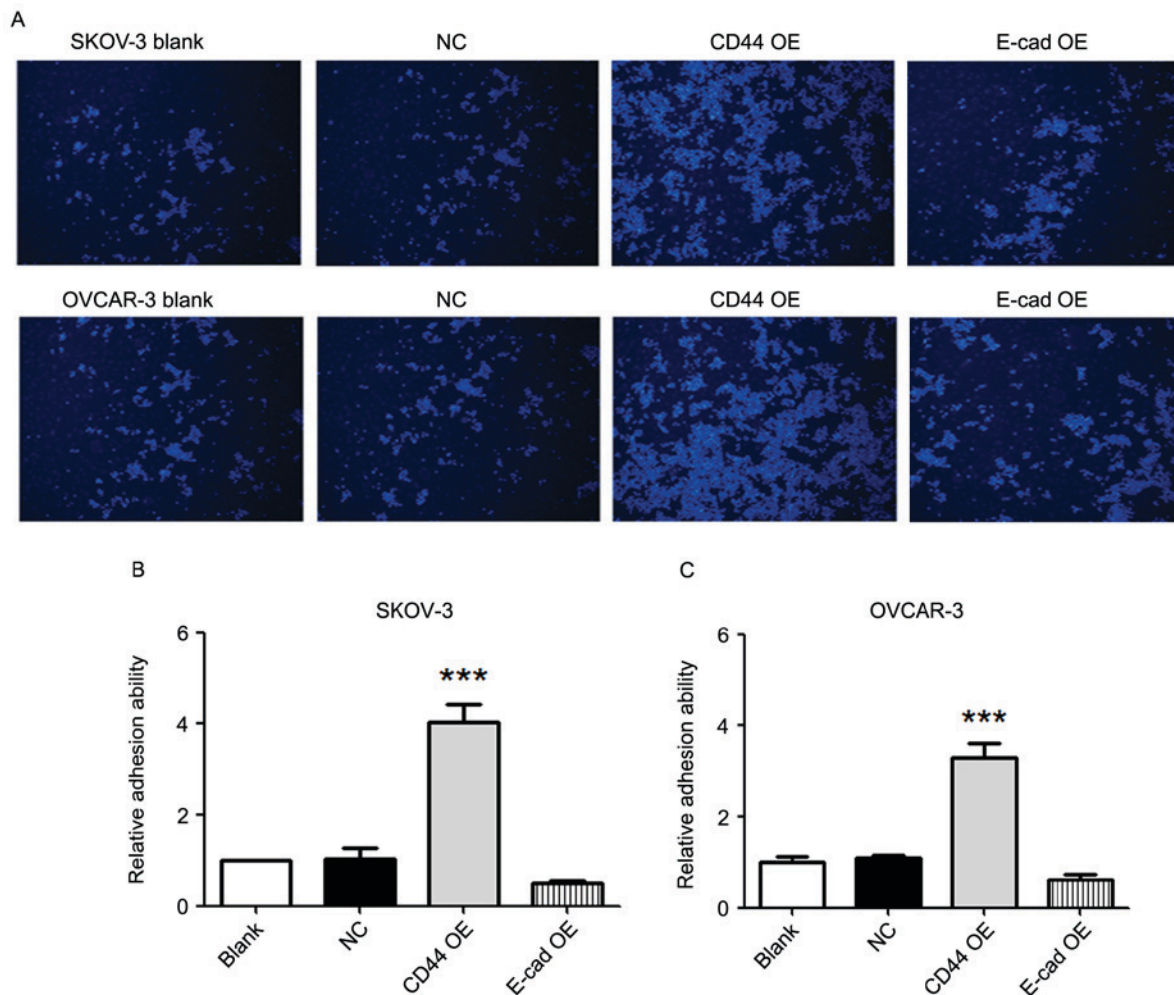 A
SKOV-3 blank NC CD44 OE E-cad OE
OVCAR-3 blank NC CD44 OE E-cad OE
B
SKOV-3
Relative adhesion ability
6
4
2
0
***
Blank NC CD44 OE E-cad OE
C
OVCAR-3
Relative adhesion ability
6
4
2
0
***
Blank NC CD44 OE E-cad OE